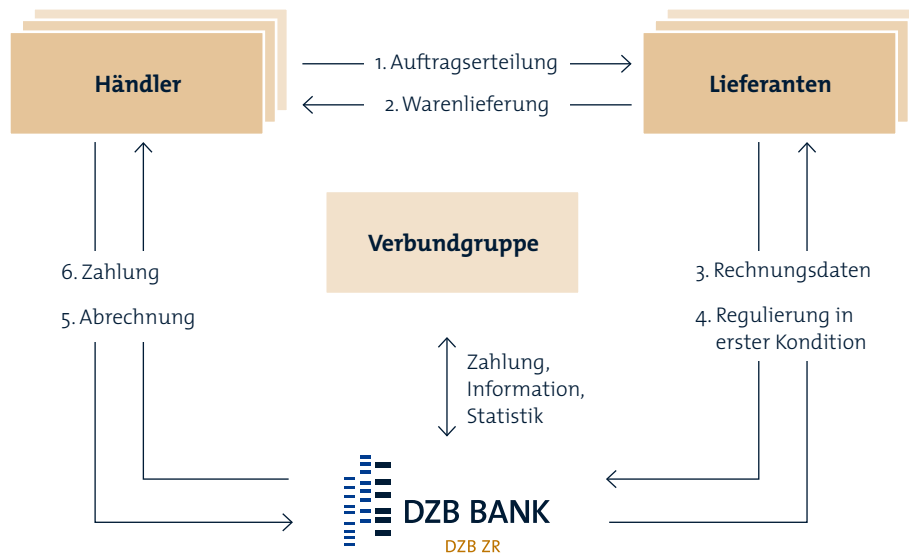 Händler
1. Auftragserteilung
Lieferanten
2. Warenlieferung
Verbundgruppe
6. Zahlung
5. Abrechnung
3. Rechnungsdaten
4. Regulierung in
erster Kondition
Zahlung,
Information,
Statistik
DZB BANK
DZB ZR